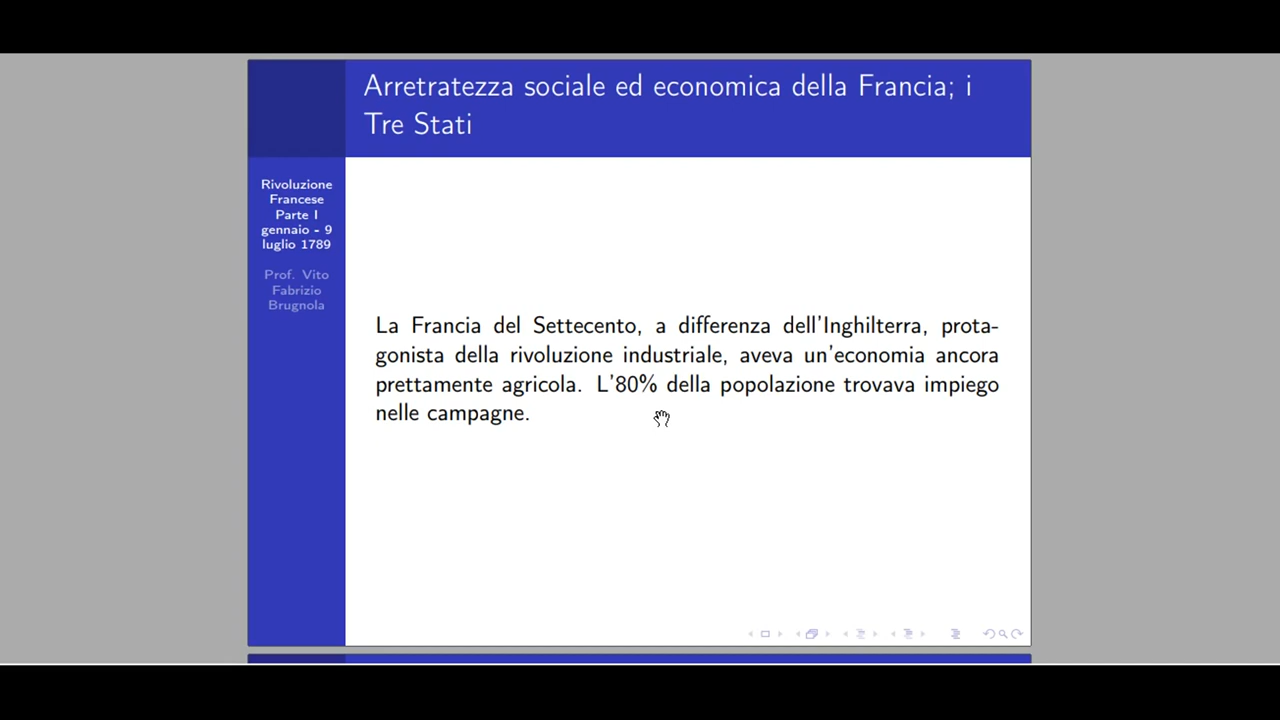 Arretratezza sociale ed economica della Francia; i
Tre Stati
Rivoluzione
Francese
Parte I
gennaio - 9
luglio 1789
Prof. Vito
Fabrizio
Brugnola
La Francia del Settecento, a differenza dell'Inghilterra, prota-
gonista della rivoluzione industriale, aveva un'economia ancora
prettamente agricola. L'80% della popolazione trovava impiego
nelle campagne.